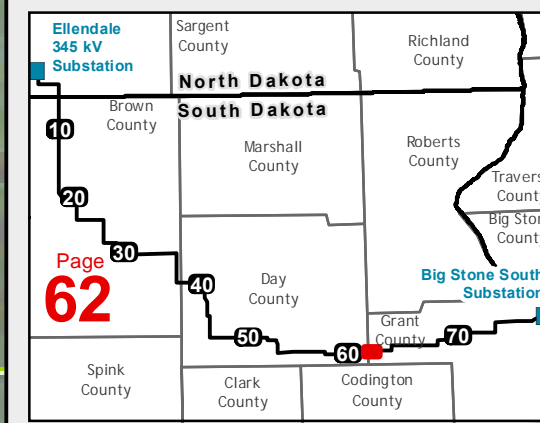 Ellendale
345 kV
Substation
Sargent
County
Richland
County
North Dakota
South Dakota
Brown
County
10
Marshall
County
Roberts
County
Travers
Count
20
Big Ston
Count
30
Page
62
40
Day
County
Big Stone South
Substation
Grant
County
50
60
70
Spink
County
Clark
County
Codington
County